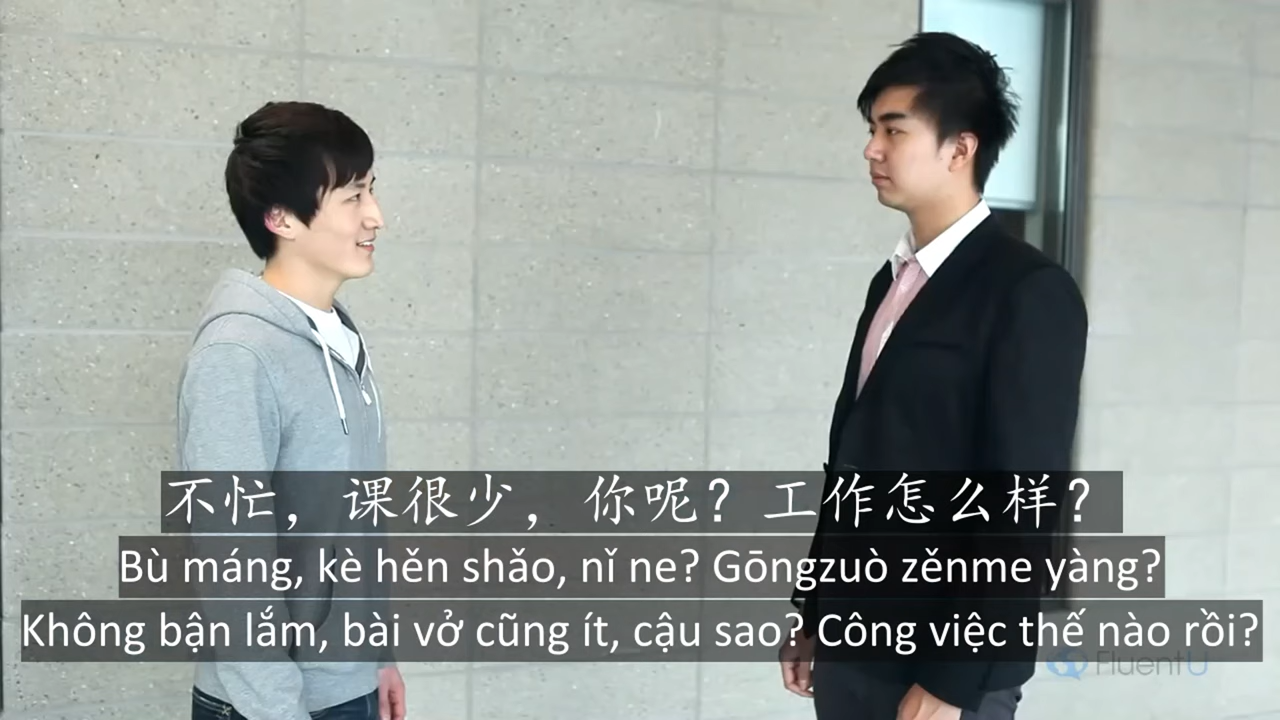 不忙，课很少，你呢？工作怎么样？
Bù máng, kè hěn shǎo, nǐ ne? Gōngzuò zěnme yàng?
Không bận lắm, bài vở cũng ít, cậu sao? Công việc thế nào rồi?
FluentU